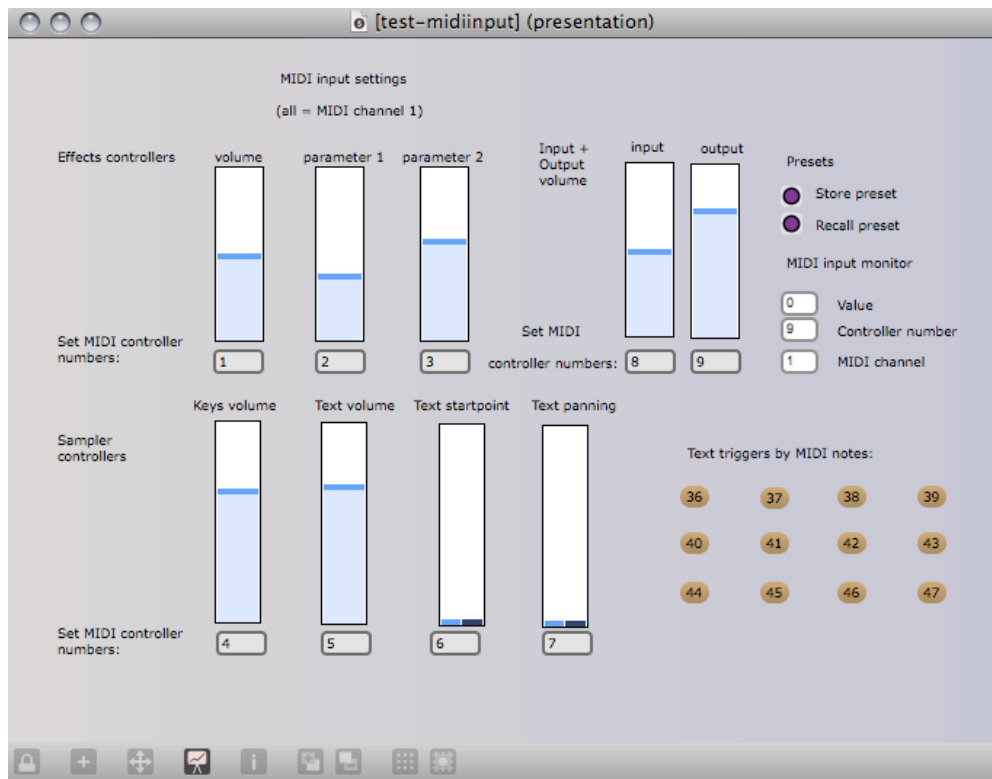 [test-midiinput] (presentation)
MIDI input settings
(all = MIDI channel 1)
Effects controllers
volume
parameter 1
parameter 2
Set MIDI controller
numbers:
1
2
3
Input +
Output
volume
input
output
Set MIDI
controller numbers:
8
9
Presets
Store preset
Recall preset
MIDI input monitor
0 Value
9 Controller number
1 MIDI channel
Sampler
controllers
Keys volume
Text volume
Text startpoint
Text panning
Set MIDI controller
numbers:
4
5
6
7
Text triggers by MIDI notes:
36 37 38 39
40 41 42 43
44 45 46 47